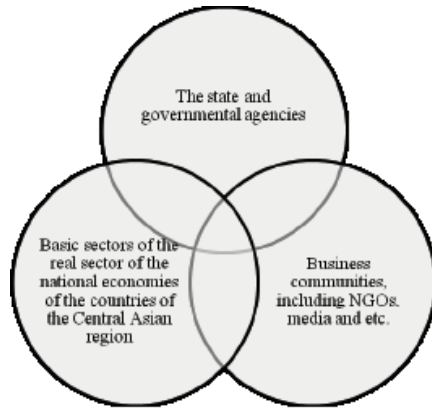 The state and
governmental agencies
Basic sectors of the
real sector of the
national economies
of the countries of
the Central Asian
region
Business
communities,
including NGOs.
media and etc.